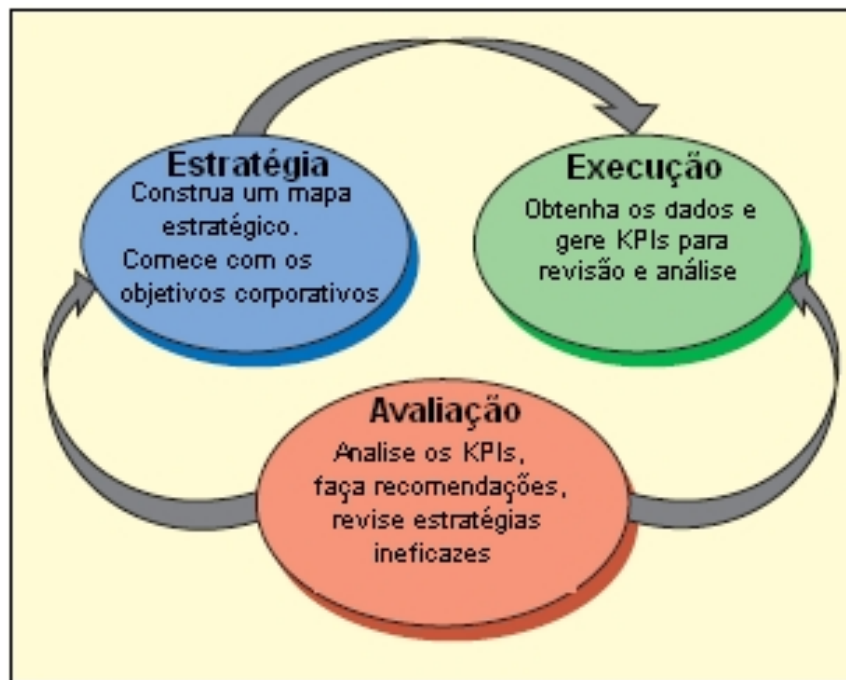 Estratégia
Construa um mapa
estratégico.
Comece com os
objetivos corporativos
Execução
Obtenha os dados e
gere KPIs para
revisão e análise
Avaliação
Analise os KPIs,
faça recomendações,
revise estratégias
ineficazes